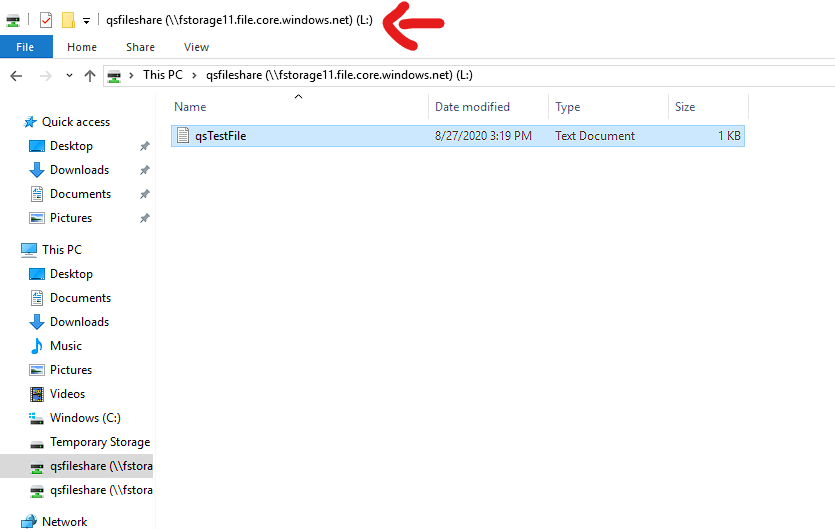 qsfileshare (\\fstorage11.file.core.windows.net) (L:)
File Home Share View
This PC > qsfileshare (\\fstorage11.file.core.windows.net) (L:)
Name Date modified Type Size
qsTestFile 8/27/2020 3:19 PM Text Document 1 KB
Quick access
Desktop
Downloads
Documents
Pictures
This PC
Desktop
Documents
Downloads
Music
Pictures
Videos
Windows (C:)
Temporary Storage
qsfileshare (\\fstora
qsfileshare (\\fstora
Network